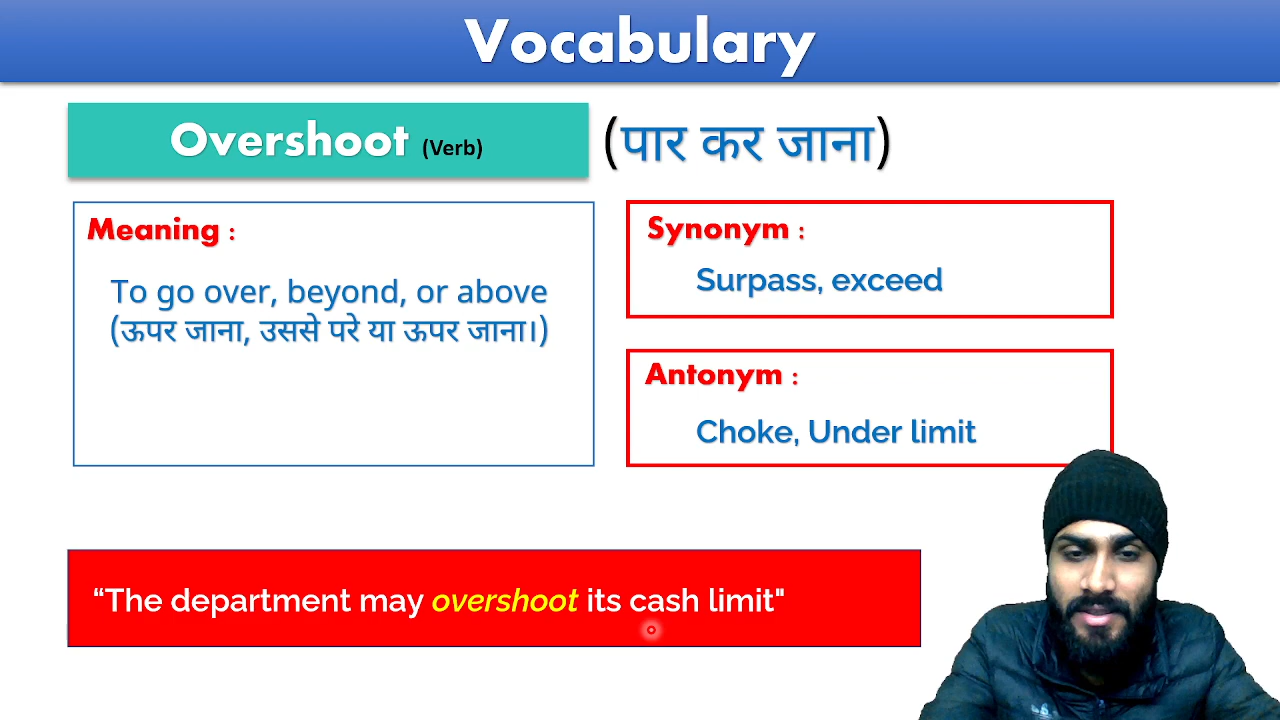 Vocabulary
Overshoot (Verb) (पार कर जाना)
Meaning :
To go over, beyond, or above
(ऊपर जाना, उससे परे या ऊपर जाना।)
Synonym :
Surpass, exceed
Antonym :
Choke, Under limit
“The department may overshoot its cash limit"